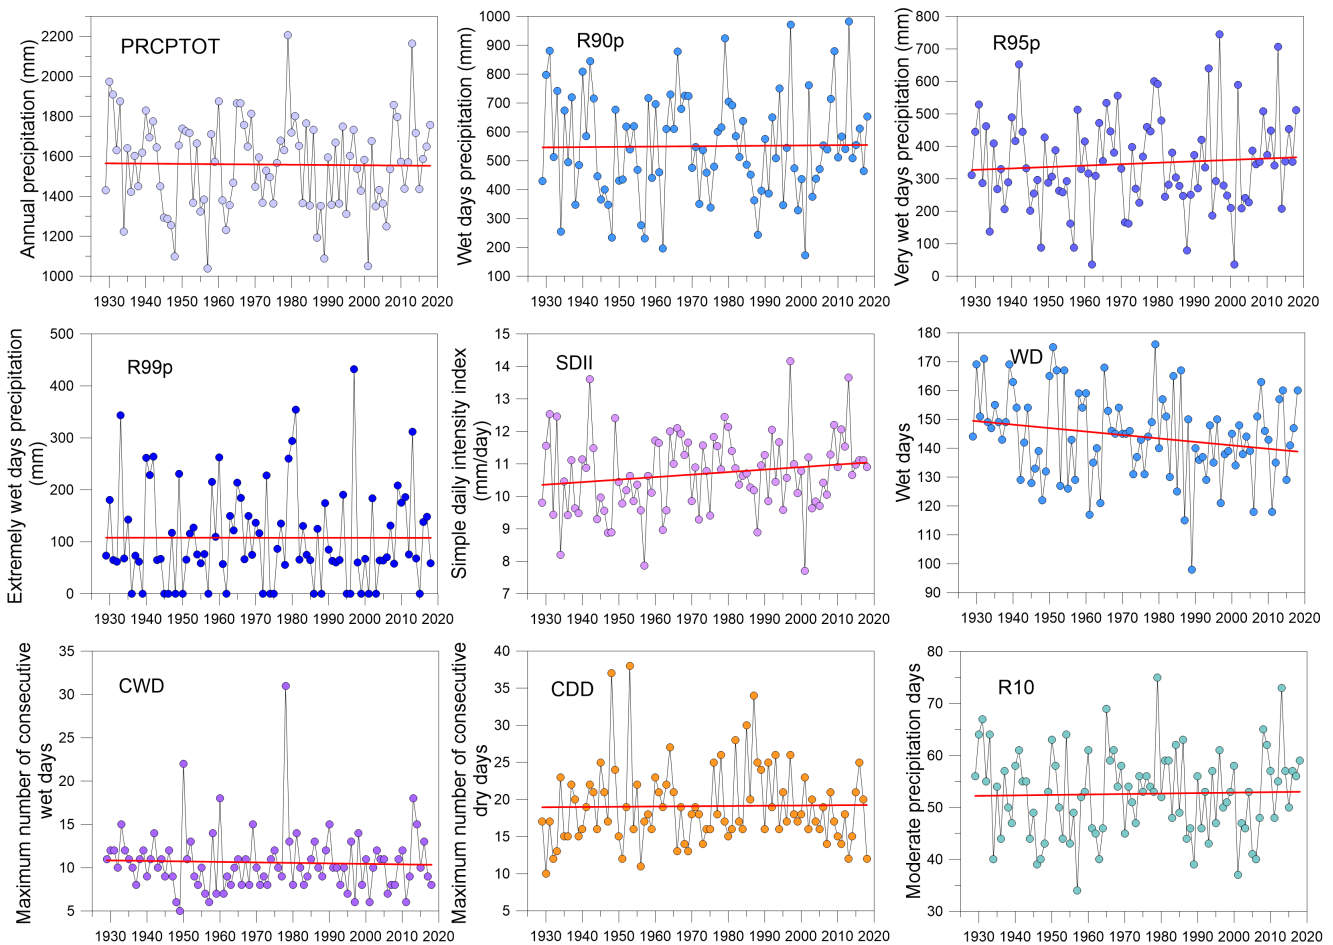 PRCPTOT
Annual precipitation (mm)
2200
2000
1800
1600
1400
1200
1000
1930 1940 1950 1960 1970 1980 1990 2000 2010 2020
R90p
Wet days precipitation (mm)
1000
900
800
700
600
500
400
300
200
100
1930 1940 1950 1960 1970 1980 1990 2000 2010 2020
R95p
Very wet days precipitation (mm)
800
700
600
500
400
300
200
100
0
1930 1940 1950 1960 1970 1980 1990 2000 2010 2020
R99p
Extremely wet days precipitation
(mm)
500
400
300
200
100
0
1930 1940 1950 1960 1970 1980 1990 2000 2010 2020
SDII
Simple daily intensity index
(mm/day)
15
14
13
12
11
10
9
8
7
1930 1940 1950 1960 1970 1980 1990 2000 2010 2020
WD
Wet days
180
170
160
150
140
130
120
110
100
90
1930 1940 1950 1960 1970 1980 1990 2000 2010 2020
CWD
Maximum number of consecutive
wet days
35
30
25
20
15
10
5
1930 1940 1950 1960 1970 1980 1990 2000 2010 2020
CDD
Maximum number of consecutive
dry days
40
35
30
25
20
15
10
5
1930 1940 1950 1960 1970 1980 1990 2000 2010 2020
R10
Moderate precipitation days
80
70
60
50
40
30
1930 1940 1950 1960 1970 1980 1990 2000 2010 2020